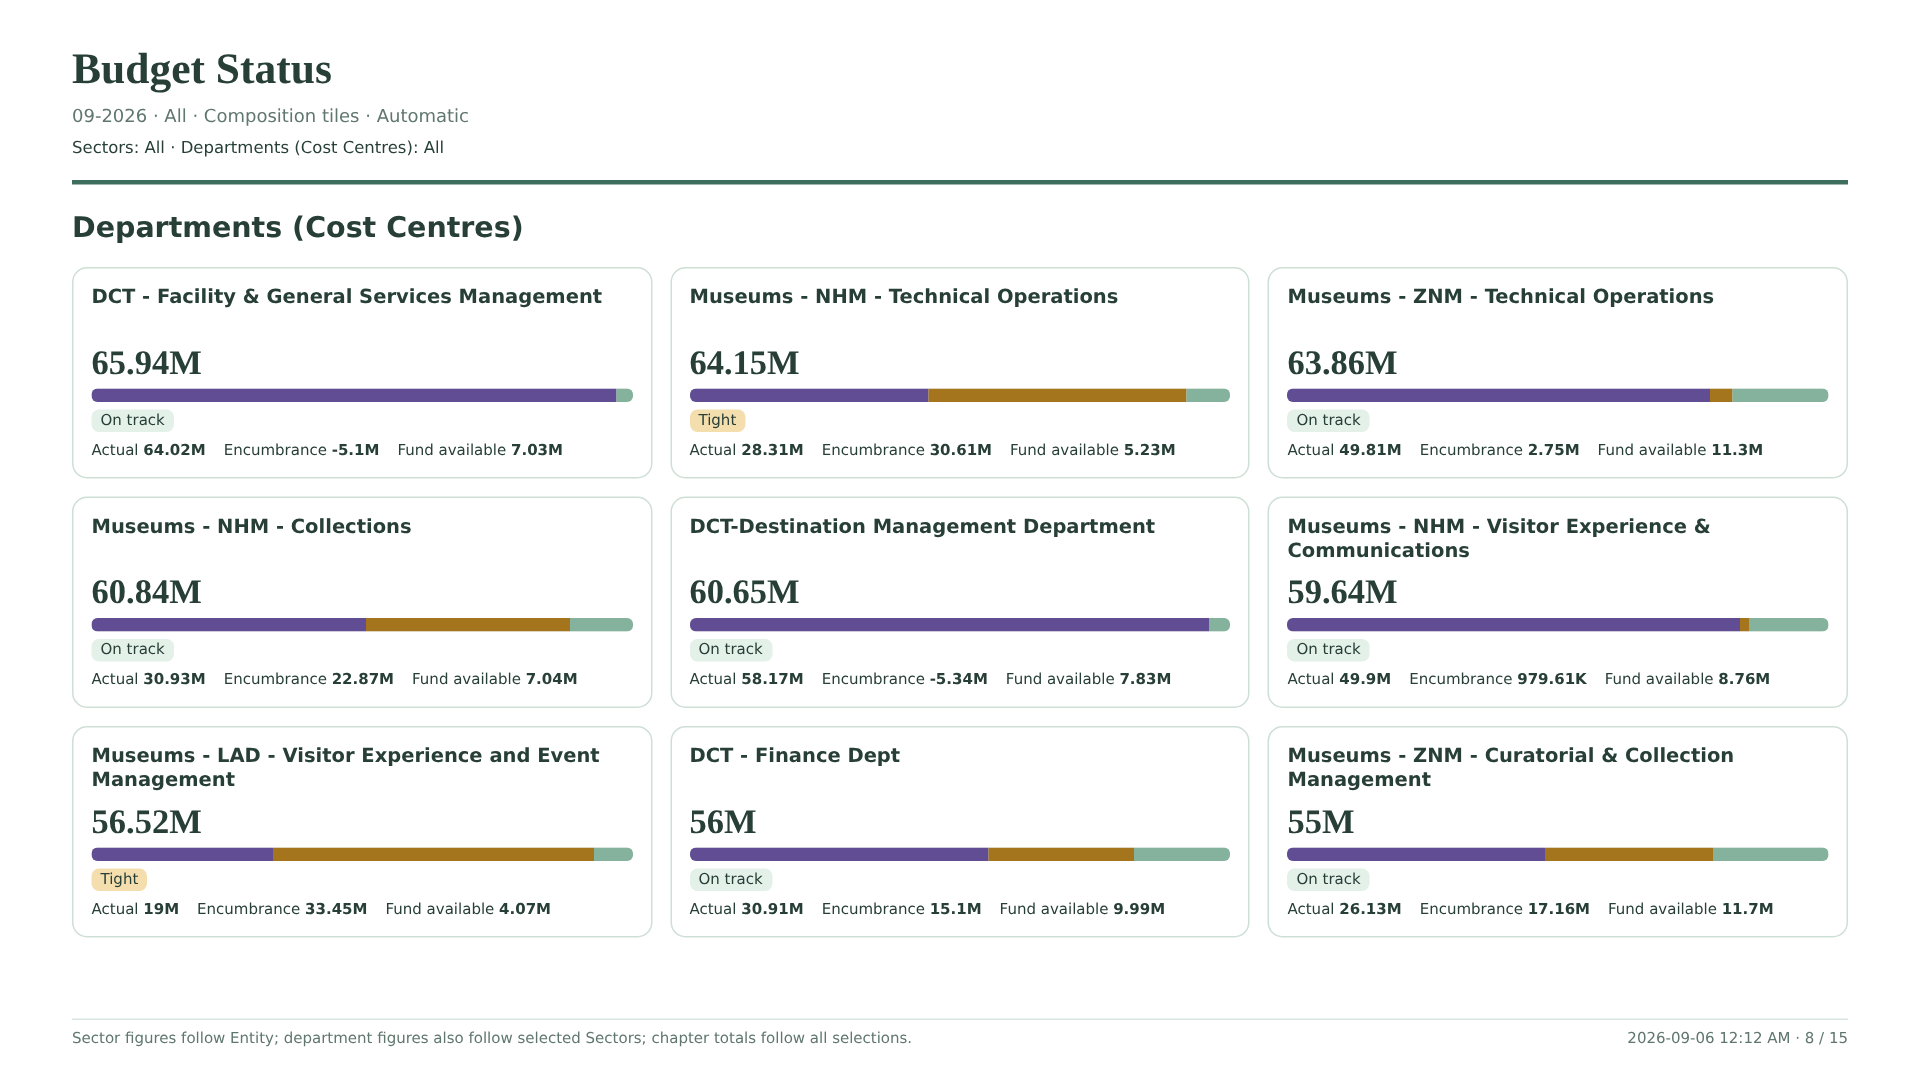 Budget Status
09-2026 · All · Composition tiles · Automatic
Sectors: All · Departments (Cost Centres): All
Departments (Cost Centres)
DCT - Facility & General Services Management
65.94M
On track
Actual 64.02M Encumbrance -5.1M Fund available 7.03M
Museums - NHM - Technical Operations
64.15M
Tight
Actual 28.31M Encumbrance 30.61M Fund available 5.23M
Museums - ZNM - Technical Operations
63.86M
On track
Actual 49.81M Encumbrance 2.75M Fund available 11.3M
Museums - NHM - Collections
60.84M
On track
Actual 30.93M Encumbrance 22.87M Fund available 7.04M
DCT-Destination Management Department
60.65M
On track
Actual 58.17M Encumbrance -5.34M Fund available 7.83M
Museums - NHM - Visitor Experience &
Communications
59.64M
On track
Actual 49.9M Encumbrance 979.61K Fund available 8.76M
Museums - LAD - Visitor Experience and Event
Management
56.52M
Tight
Actual 19M Encumbrance 33.45M Fund available 4.07M
DCT - Finance Dept
56M
On track
Actual 30.91M Encumbrance 15.1M Fund available 9.99M
Museums - ZNM - Curatorial & Collection
Management
55M
On track
Actual 26.13M Encumbrance 17.16M Fund available 11.7M
Sector figures follow Entity; department figures also follow selected Sectors; chapter totals follow all selections.
2026-09-06 12:12 AM · 8 / 15